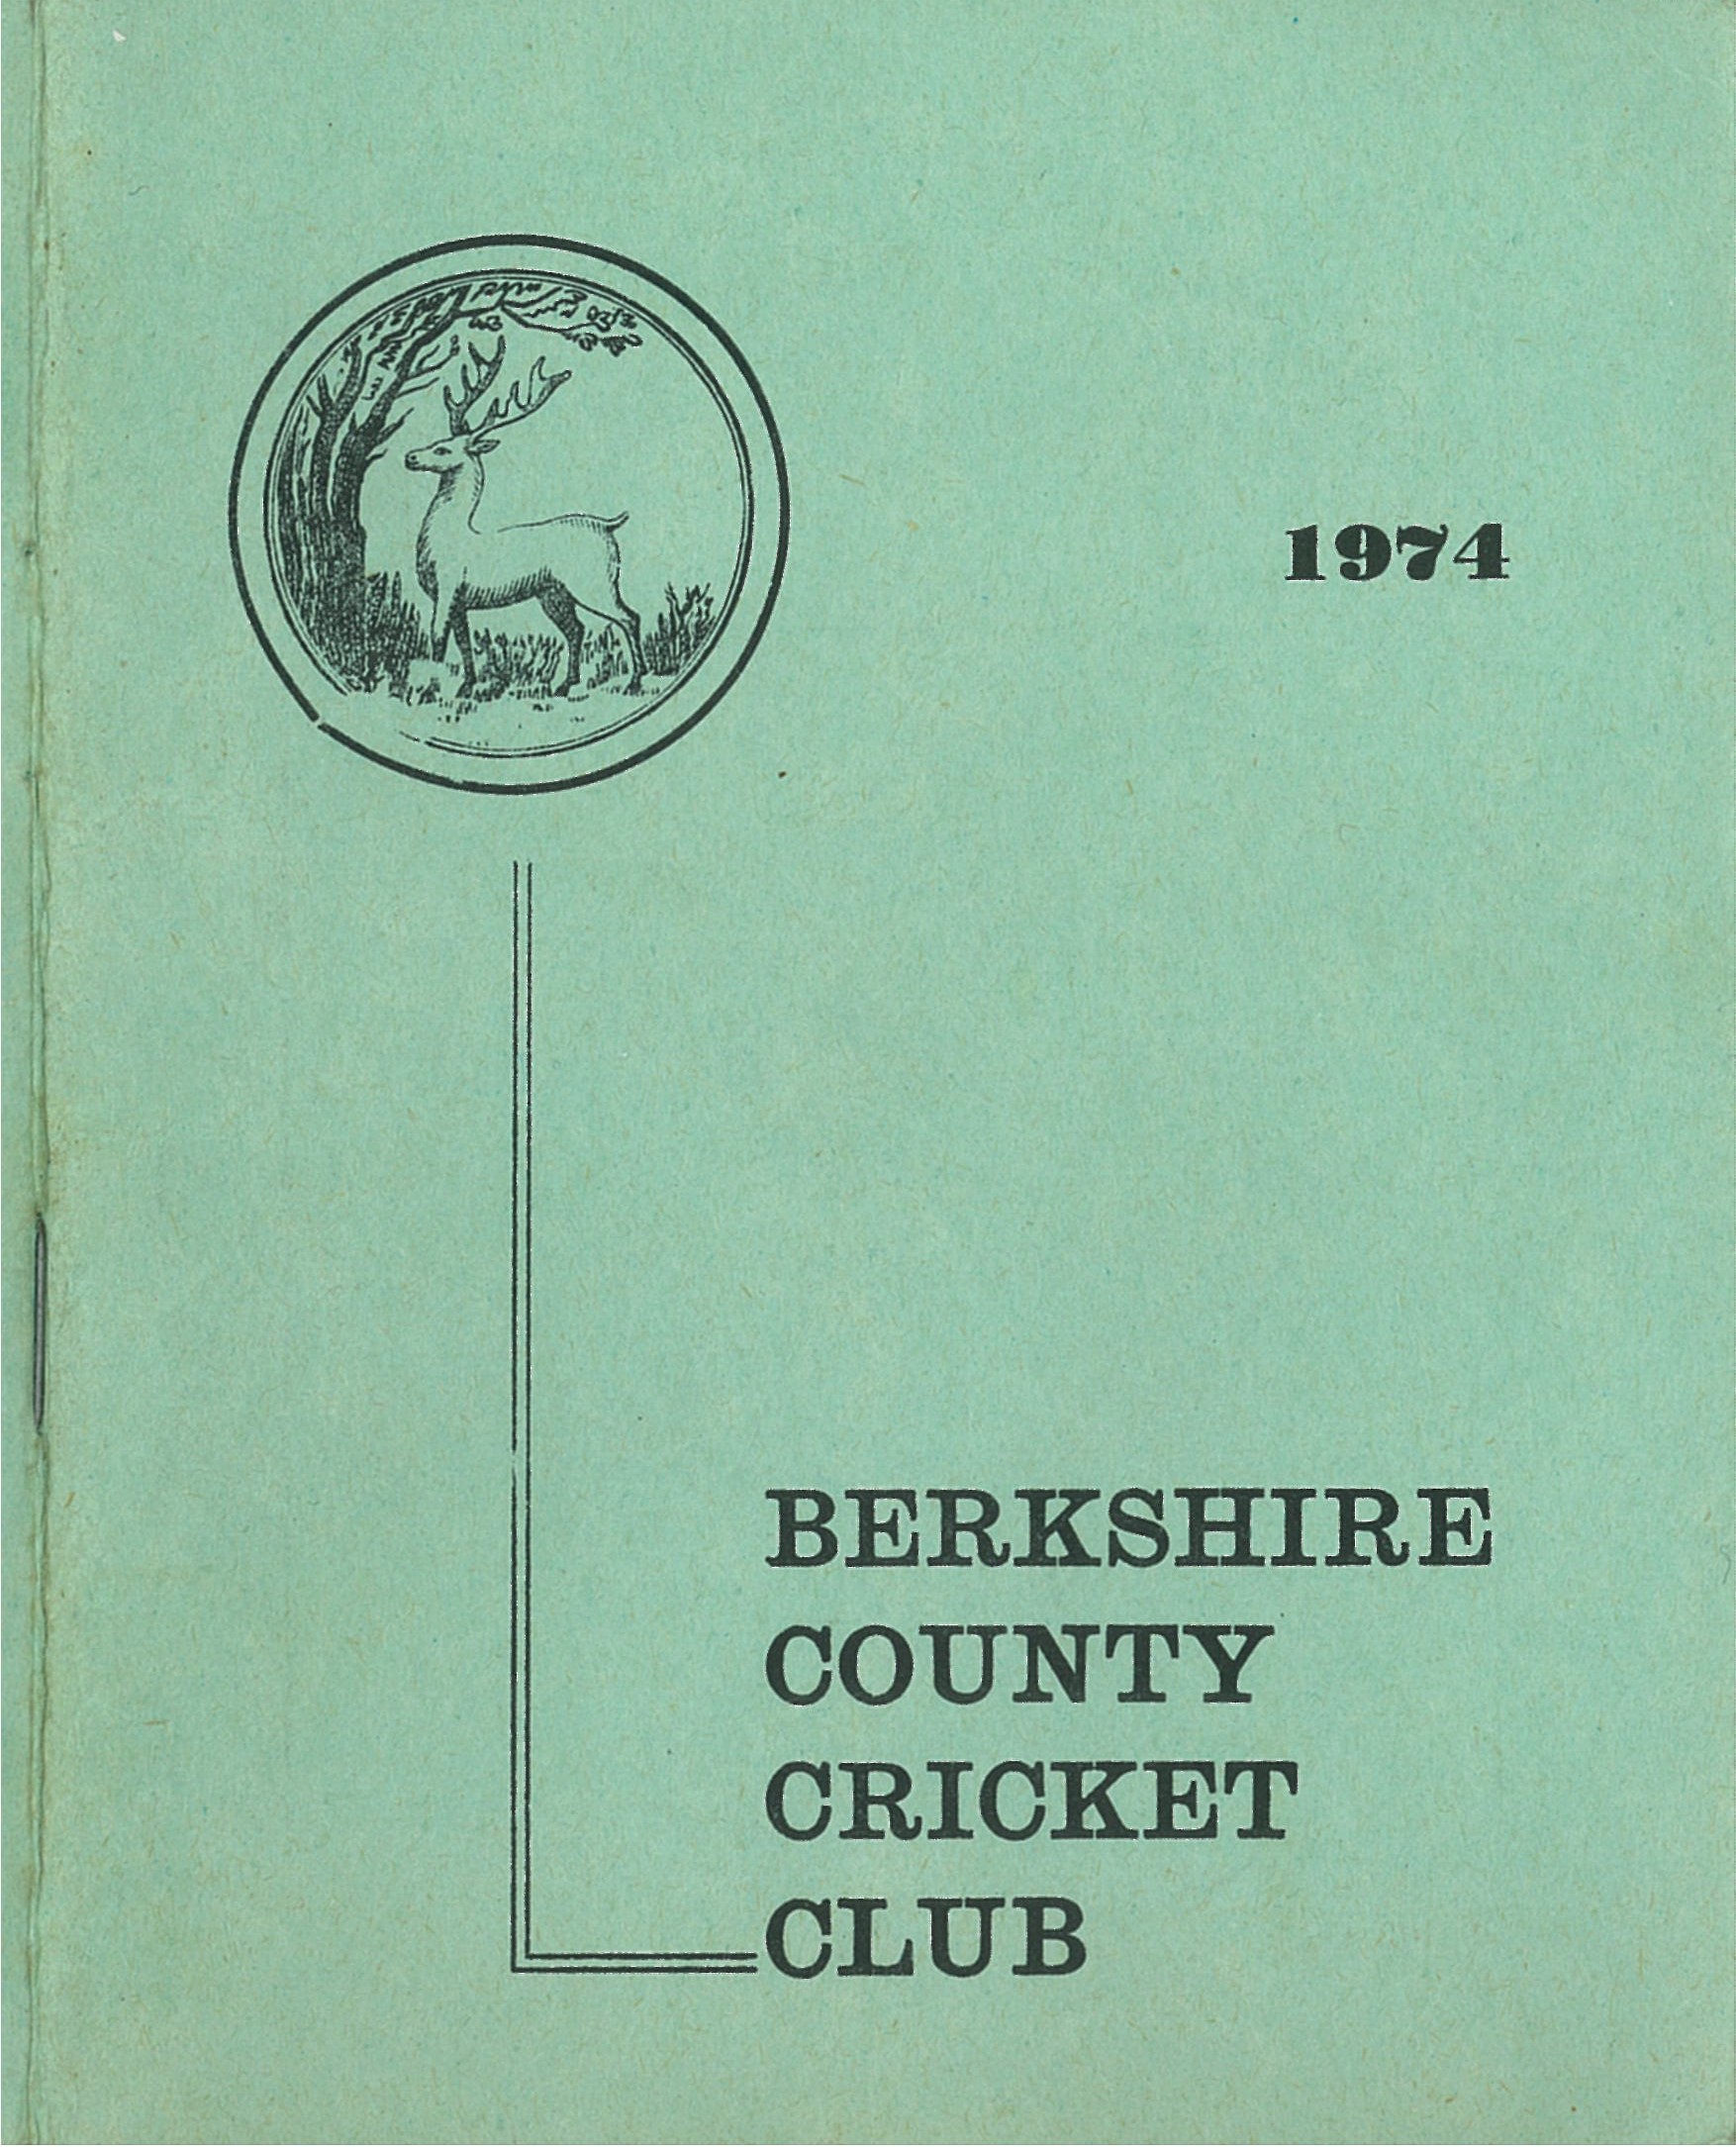 1974
BERKSHIRE
COUNTY
CRICKET
CLUB